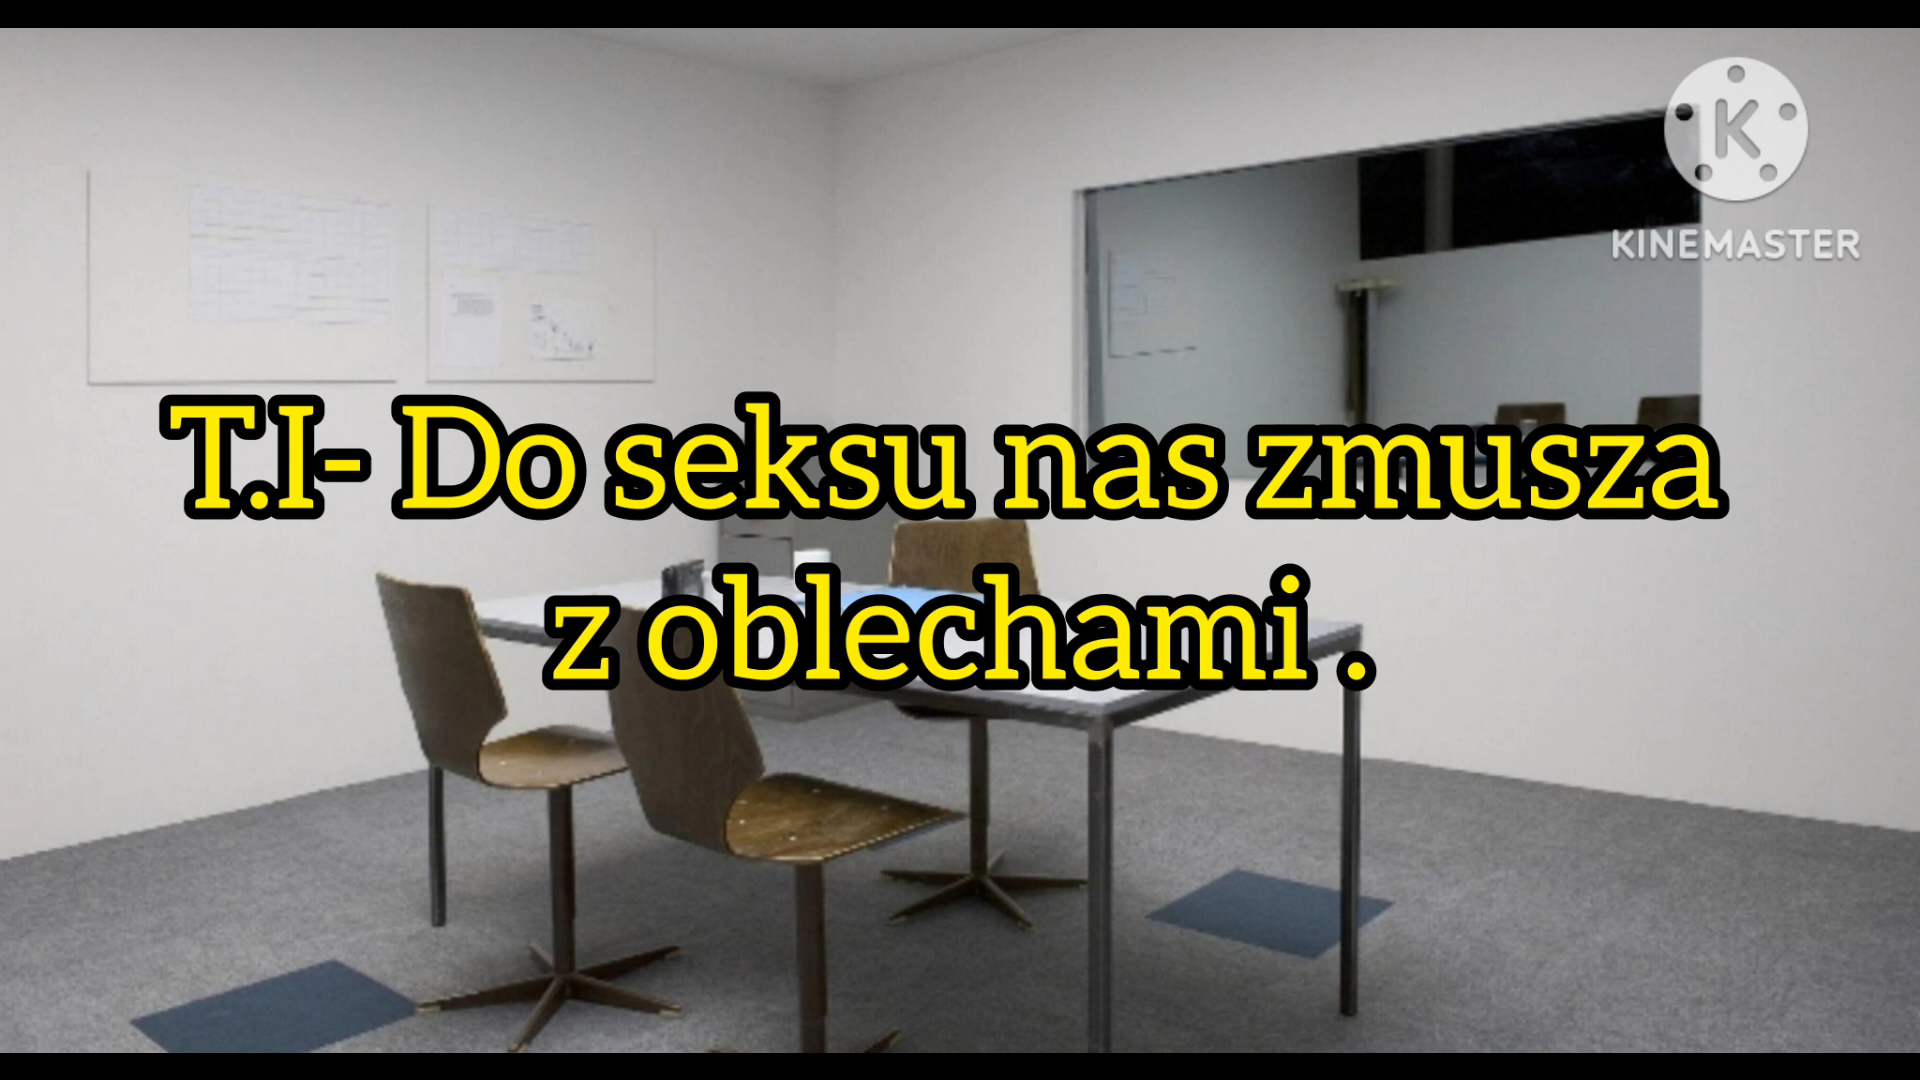 K
KINEMASTER
T.I- Do seksu nas zmusza
z oblechami .